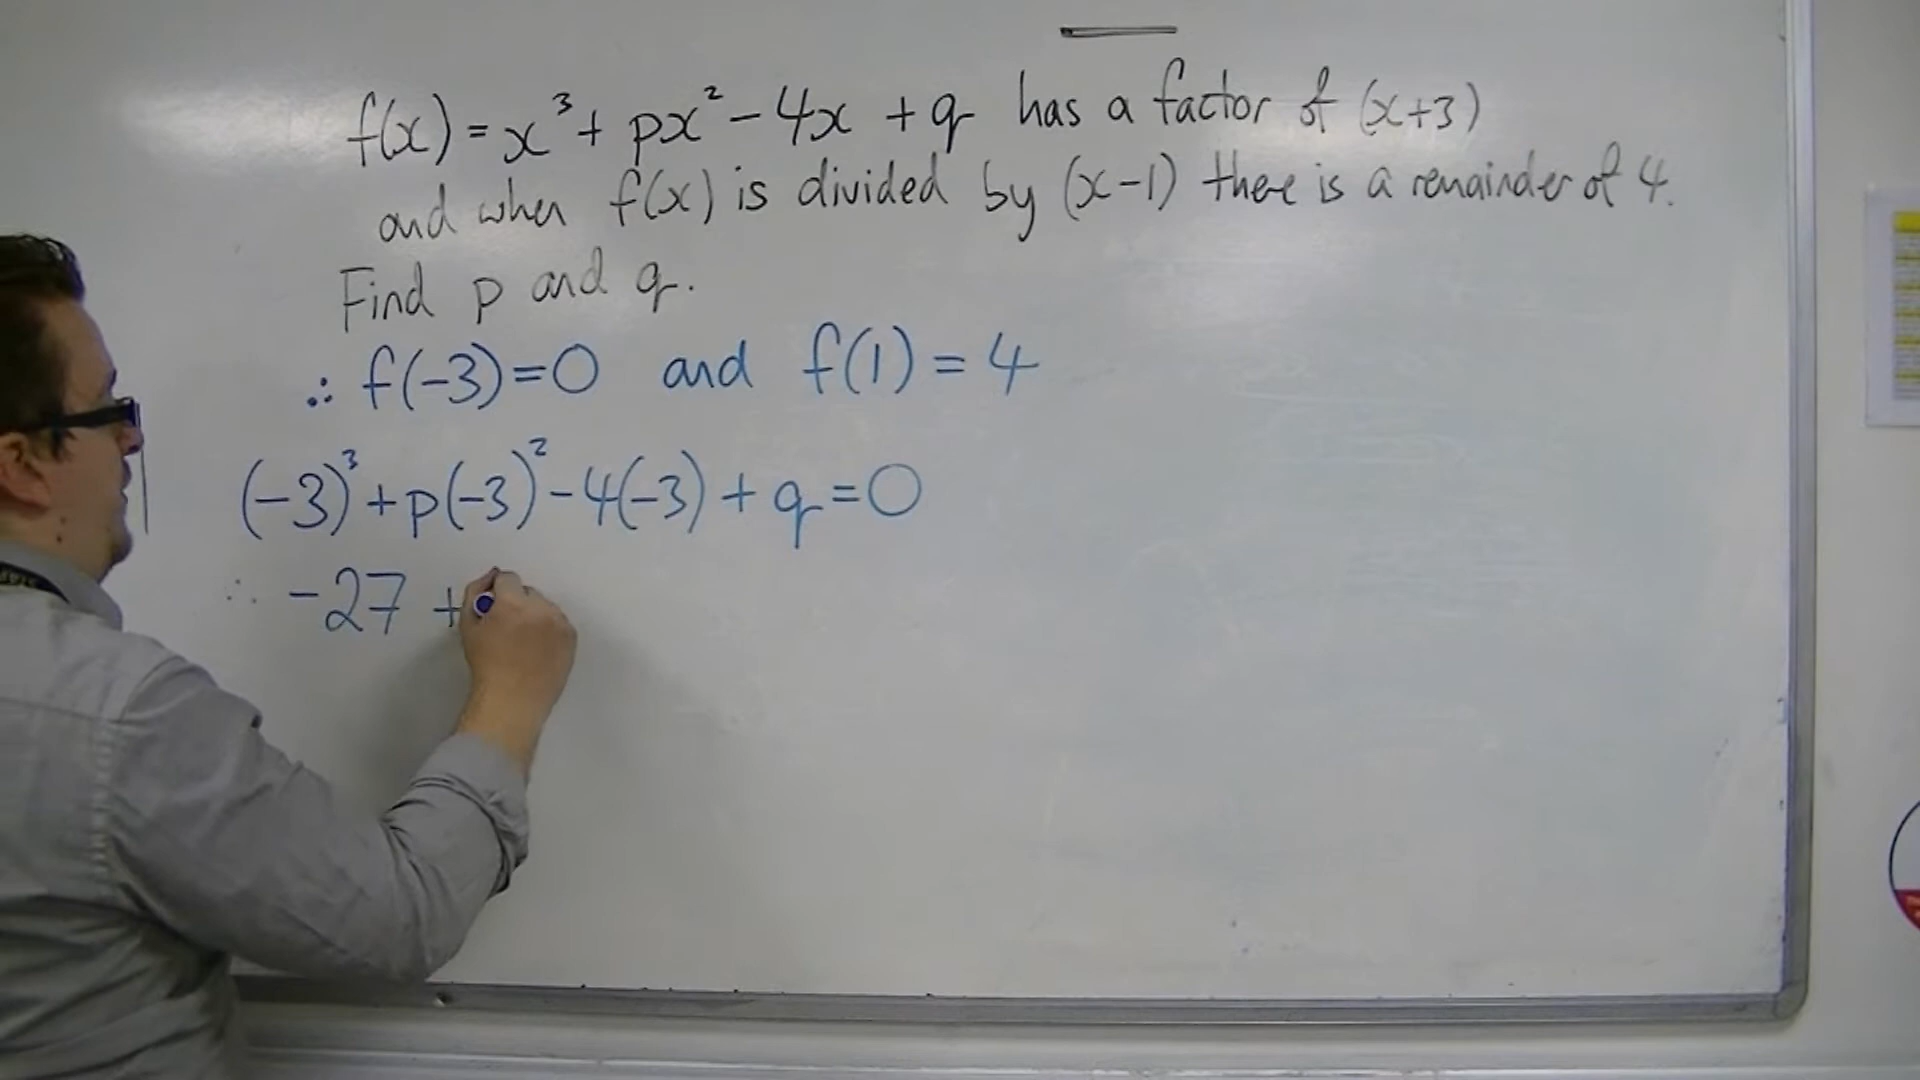 f(x) = x³ + px² - 4x + q has a factor of (x+3)
and when f(x) is divided by (x-1) there is a remainder of 4.
Find p and q.
∴ f(-3)=0 and f(1) = 4
(-3)³ + p(-3)² - 4(-3) + q = 0
∴ -27 +